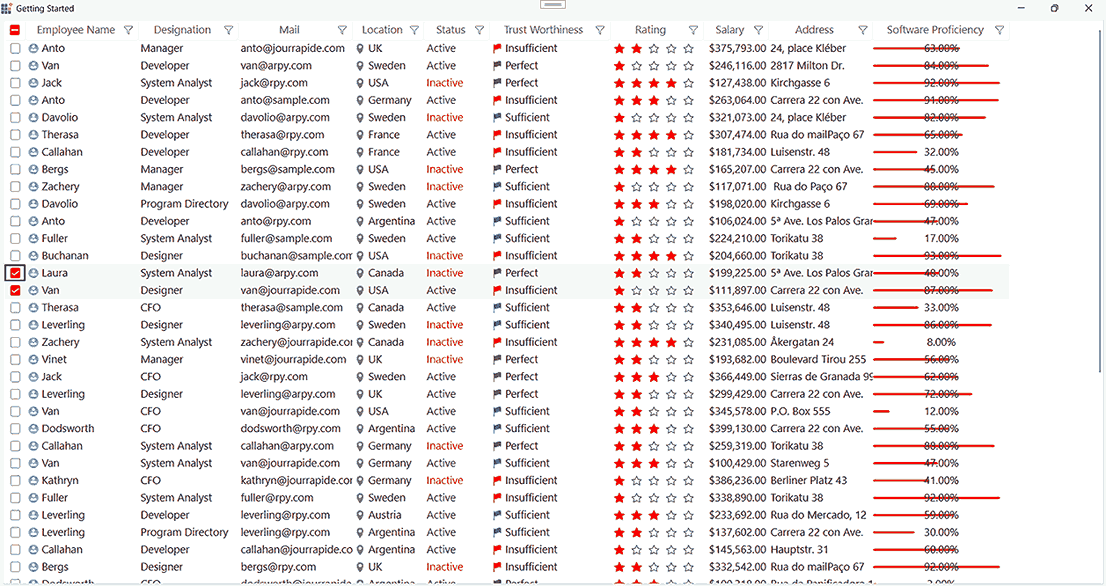 Getting Started
Employee Name Designation Mail Location Status Trust Worthiness Rating Salary Address Software Proficiency
Anto Manager anto@jourrapide.com UK Active Insufficient $375,793.00 24, place Kléber 63.00%
Van Developer van@arpy.com Sweden Active Perfect $246,116.00 2817 Milton Dr. 84.00%
Jack System Analyst jack@rpy.com USA Inactive Perfect $127,438.00 Kirchgasse 6 92.00%
Anto Developer anto@sample.com Germany Active Insufficient $263,064.00 Carrera 22 con Ave. 91.00%
Davolio System Analyst davolio@arpy.com Sweden Inactive Sufficient $321,073.00 24, place Kléber 82.00%
Therasa Developer therasa@rpy.com France Active Insufficient $307,474.00 Rua do mailPaço 67 65.00%
Callahan Developer callahan@rpy.com France Active Insufficient $181,734.00 Luisenstr. 48 32.00%
Bergs Manager bergs@sample.com USA Inactive Perfect $165,207.00 Carrera 22 con Ave. 45.00%
Zachery Manager zachery@arpy.com Sweden Inactive Sufficient $117,071.00 Rua do Paço 67 88.00%
Davolio Program Directory davolio@arpy.com Sweden Active Insufficient $198,020.00 Kirchgasse 6 69.00%
Anto Developer anto@rpy.com Argentina Active Sufficient $106,024.00 5ª Ave. Los Palos Gran 47.00%
Fuller System Analyst fuller@sample.com Sweden Active Sufficient $224,210.00 Torikatu 38 17.00%
Buchanan Designer buchanan@sample.com USA Inactive Insufficient $204,660.00 Torikatu 38 93.00%
Laura System Analyst laura@arpy.com Canada Inactive Perfect $199,225.00 5ª Ave. Los Palos Gran 48.00%
Van Designer van@jourrapide.com USA Active Insufficient $111,897.00 Carrera 22 con Ave. 87.00%
Therasa CFO therasa@sample.com Canada Active Sufficient $353,646.00 Luisenstr. 48 33.00%
Leverling Designer leverling@arpy.com Sweden Inactive Sufficient $340,495.00 Luisenstr. 48 86.00%
Zachery System Analyst zachery@jourrapide.cor Canada Inactive Insufficient $231,085.00 Åkergatan 24 8.00%
Vinet Manager vinet@jourrapide.com UK Inactive Perfect $193,682.00 Boulevard Tirou 255 56.00%
Jack CFO jack@rpy.com Sweden Active Perfect $366,449.00 Sierras de Granada 99 62.00%
Leverling Designer leverling@arpy.com UK Active Perfect $299,429.00 Carrera 22 con Ave. 72.00%
Van CFO van@jourrapide.com USA Active Sufficient $345,578.00 P.O. Box 555 12.00%
Dodsworth CFO dodsworth@rpy.com Argentina Active Sufficient $399,130.00 Carrera 22 con Ave. 55.00%
Callahan System Analyst callahan@arpy.com Germany Inactive Perfect $259,319.00 Torikatu 38 88.00%
Van System Analyst van@jourrapide.com Germany Active Sufficient $100,429.00 Starenweg 5 47.00%
Kathryn CFO kathryn@jourrapide.cor Germany Inactive Insufficient $386,236.00 Berliner Platz 43 41.00%
Fuller System Analyst fuller@rpy.com Sweden Active Insufficient $338,890.00 Torikatu 38 92.00%
Leverling Developer leverling@rpy.com Austria Active Sufficient $233,692.00 Rua do Mercado, 12 59.00%
Leverling Program Directory leverling@rpy.com Argentina Active Sufficient $137,602.00 Carrera 22 con Ave. 30.00%
Callahan Developer callahan@jourrapide.co Argentina Active Insufficient $145,563.00 Hauptstr. 31 60.00%
Bergs Designer bergs@jourrapide.com USA Inactive Insufficient $332,542.00 Rua do mailPaço 67 92.00%